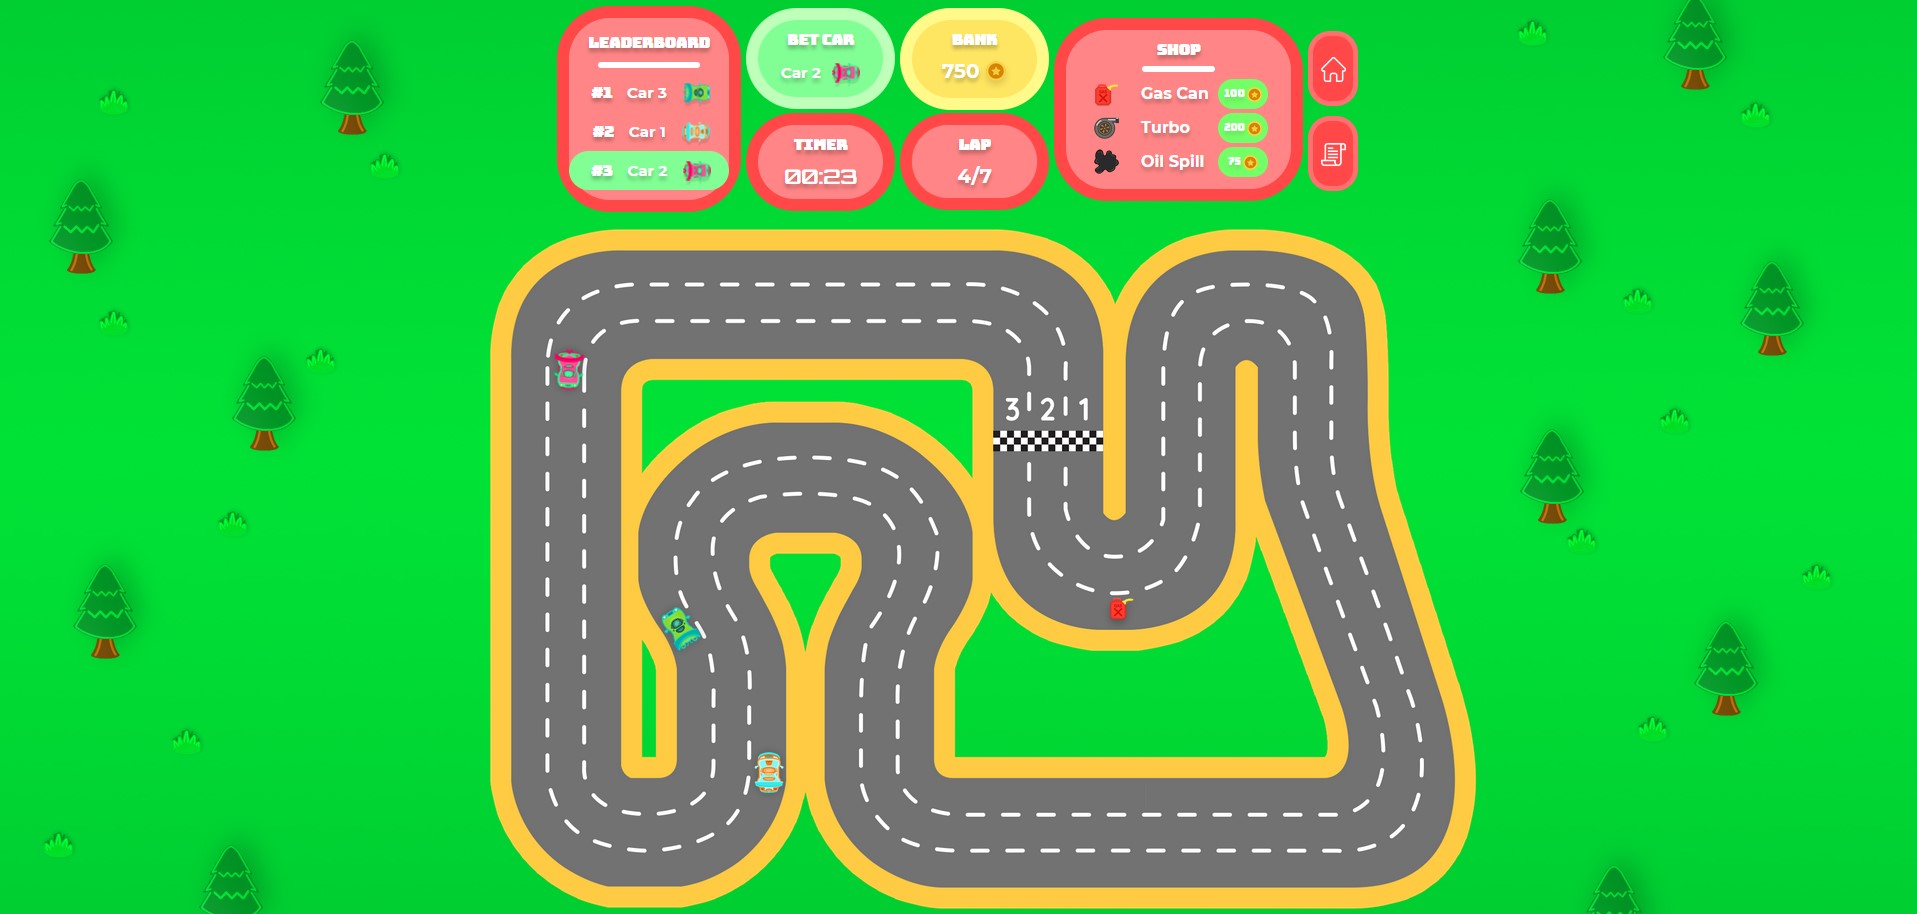 LEADERBOARD
#1 Car 3
#2 Car 1
#3 Car 2
BET CAR
Car 2
BANK
750
TIMER
00:23
LAP
4/7
SHOP
Gas Can 100
Turbo 200
Oil Spill 75
3 2 1